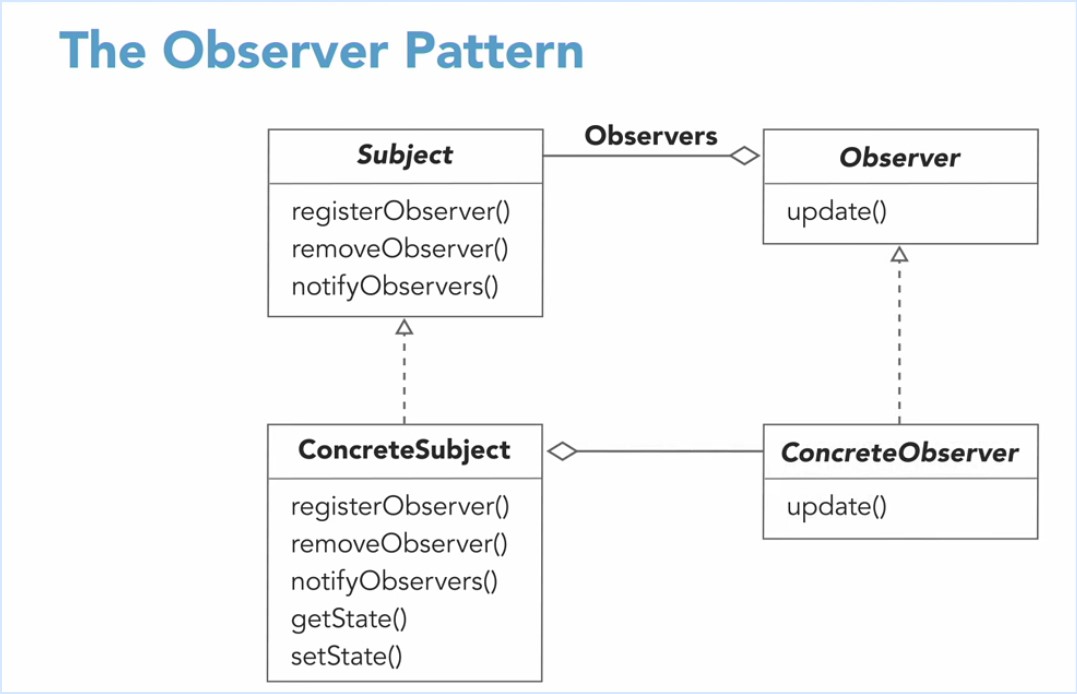 The Observer Pattern
Subject
registerObserver()
removeObserver()
notifyObservers()
Observers
Observer
update()
ConcreteSubject
registerObserver()
removeObserver()
notifyObservers()
getState()
setState()
ConcreteObserver
update()